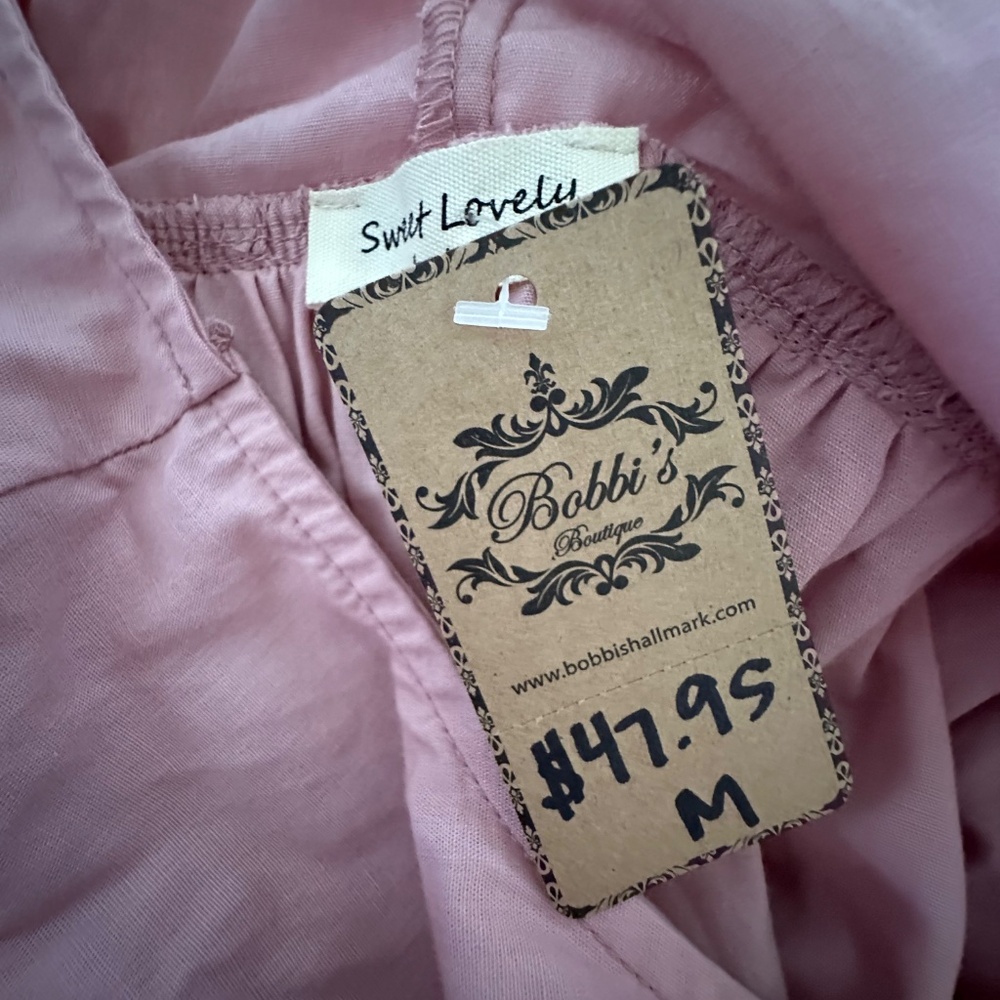 Sweet Lovely
Bobbi's
Boutique
www.bobbishallmark.com
$47.95
M